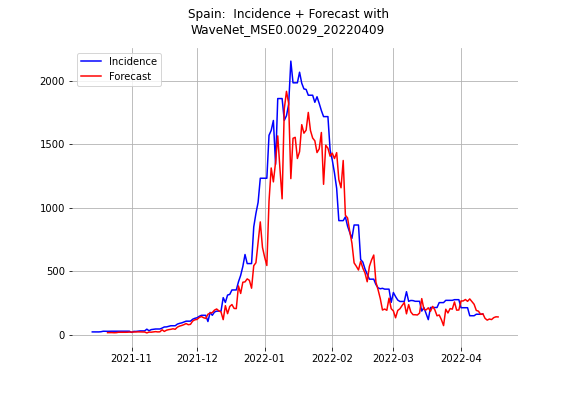 Spain:  Incidence + Forecast with
WaveNet_MSE0.0029_20220409
Incidence
Forecast
2000
1500
1000
500
0
2021-11
2021-12
2022-01
2022-02
2022-03
2022-04